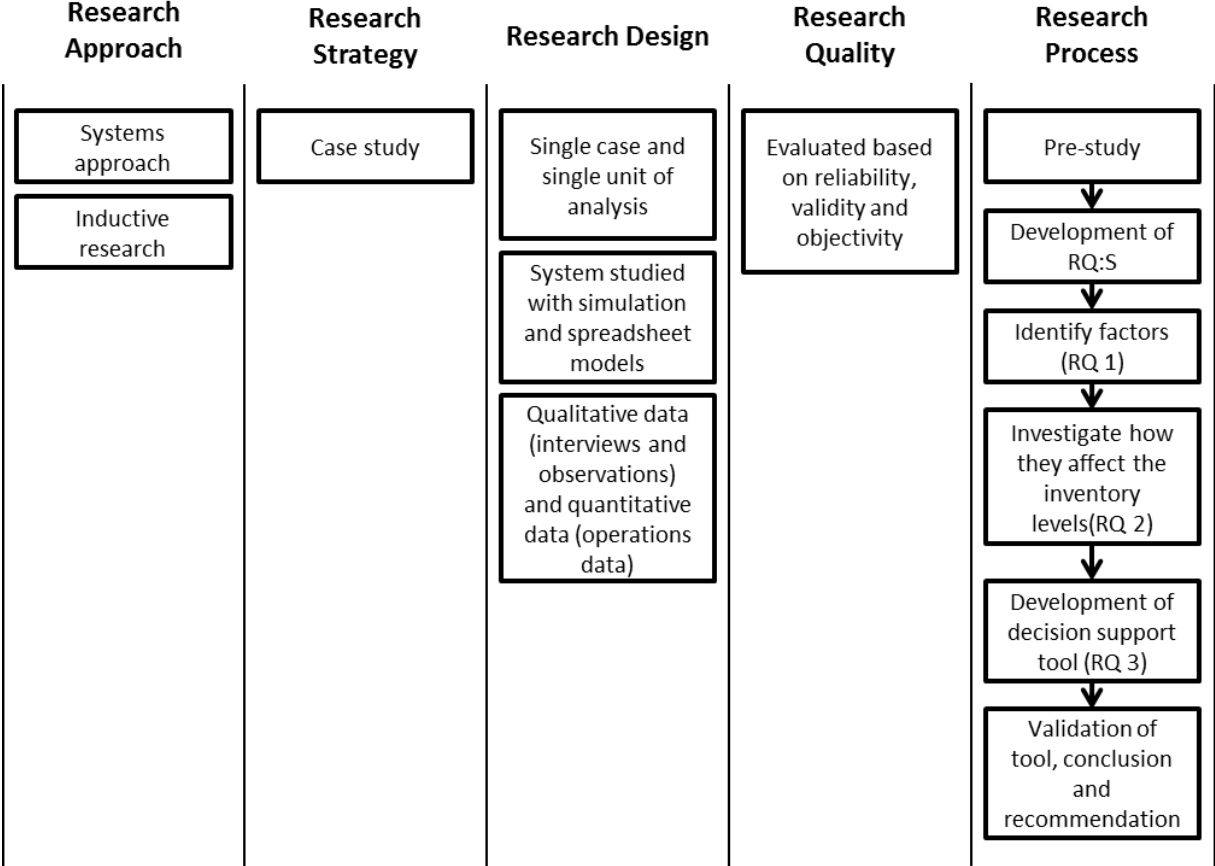 Research
Approach
Systems
approach
Inductive
research
Research
Strategy
Case study
Research Design
Single case and
single unit of
analysis
System studied
with simulation
and spreadsheet
models
Qualitative data
(interviews and
observations)
and quantitative
data (operations
data)
Research
Quality
Evaluated based
on reliability,
validity and
objectivity
Research
Process
Pre-study
Development of
RQ:S
Identify factors
(RQ 1)
Investigate how
they affect the
inventory
levels(RQ 2)
Development of
decision support
tool (RQ 3)
Validation of
tool, conclusion
and
recommendation